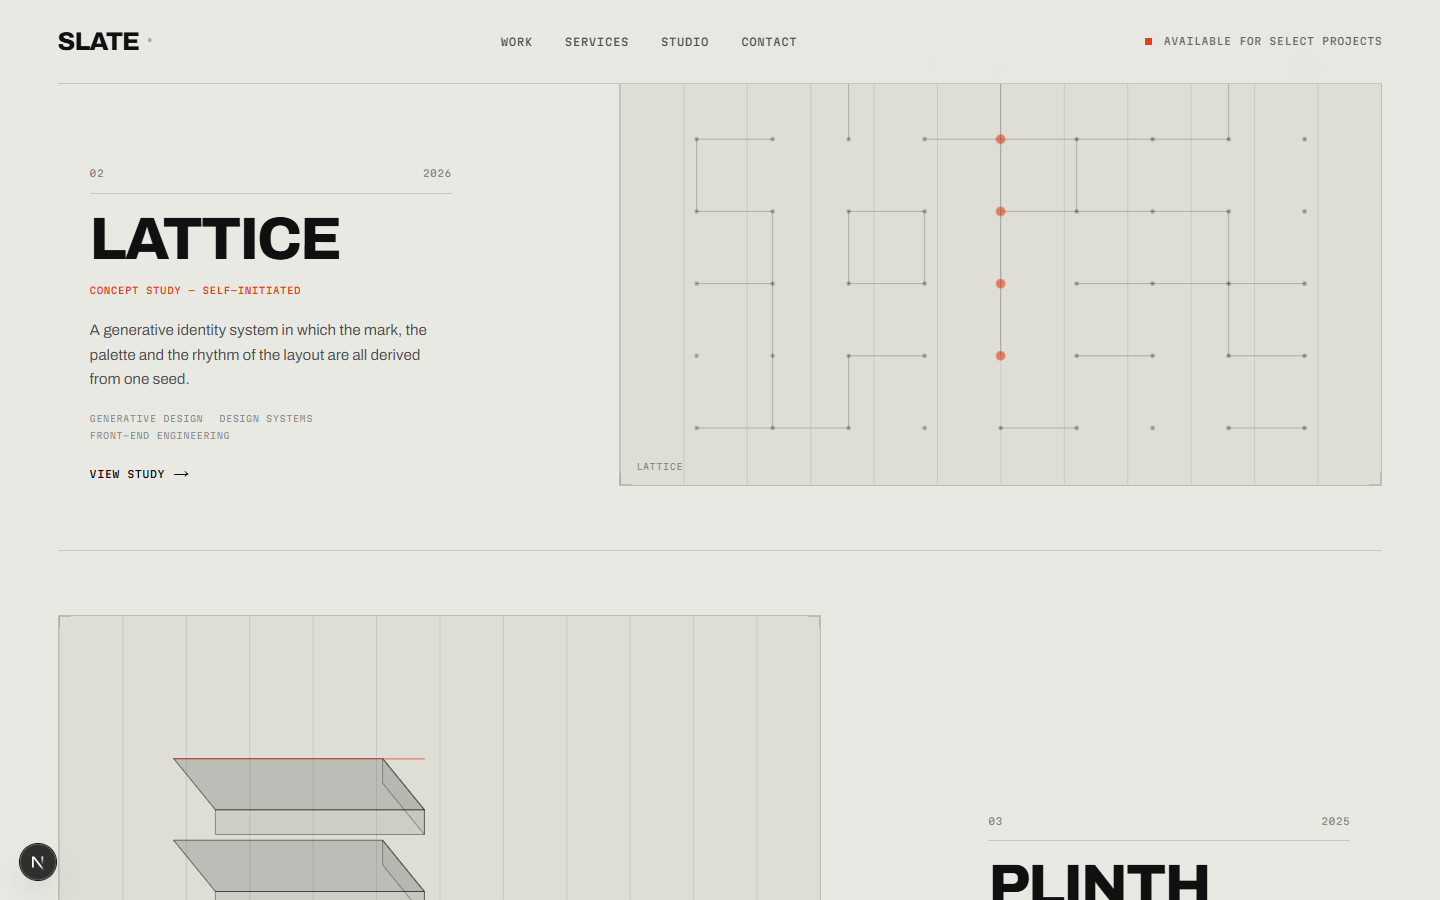 SLATE
WORK SERVICES STUDIO CONTACT
AVAILABLE FOR SELECT PROJECTS
02 2026
LATTICE
CONCEPT STUDY — SELF-INITIATED
A generative identity system in which the mark, the
palette and the rhythm of the layout are all derived
from one seed.
GENERATIVE DESIGN DESIGN SYSTEMS
FRONT-END ENGINEERING
VIEW STUDY →
LATTICE
03 2025
PLINTH
N